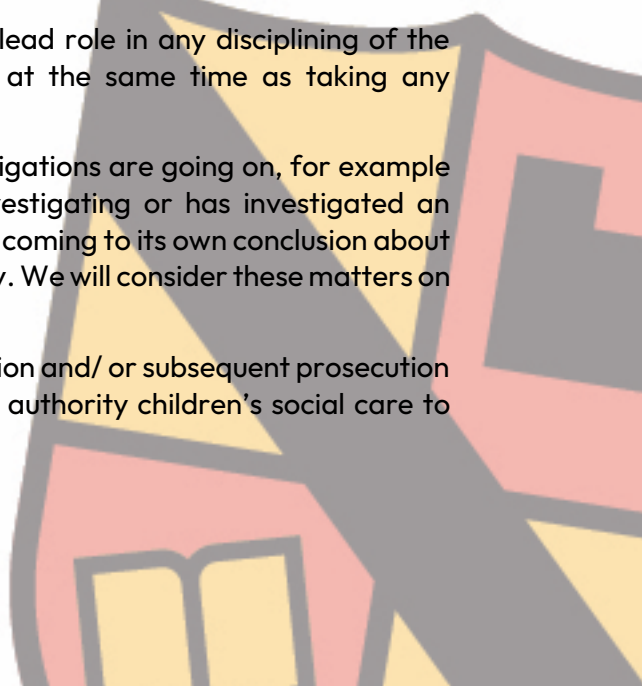 lead role in any disciplining of the
at the same time as taking any
igations are going on, for example
estigating or has investigated an
coming to its own conclusion about
. We will consider these matters on
ion and/ or subsequent prosecution
authority children's social care to